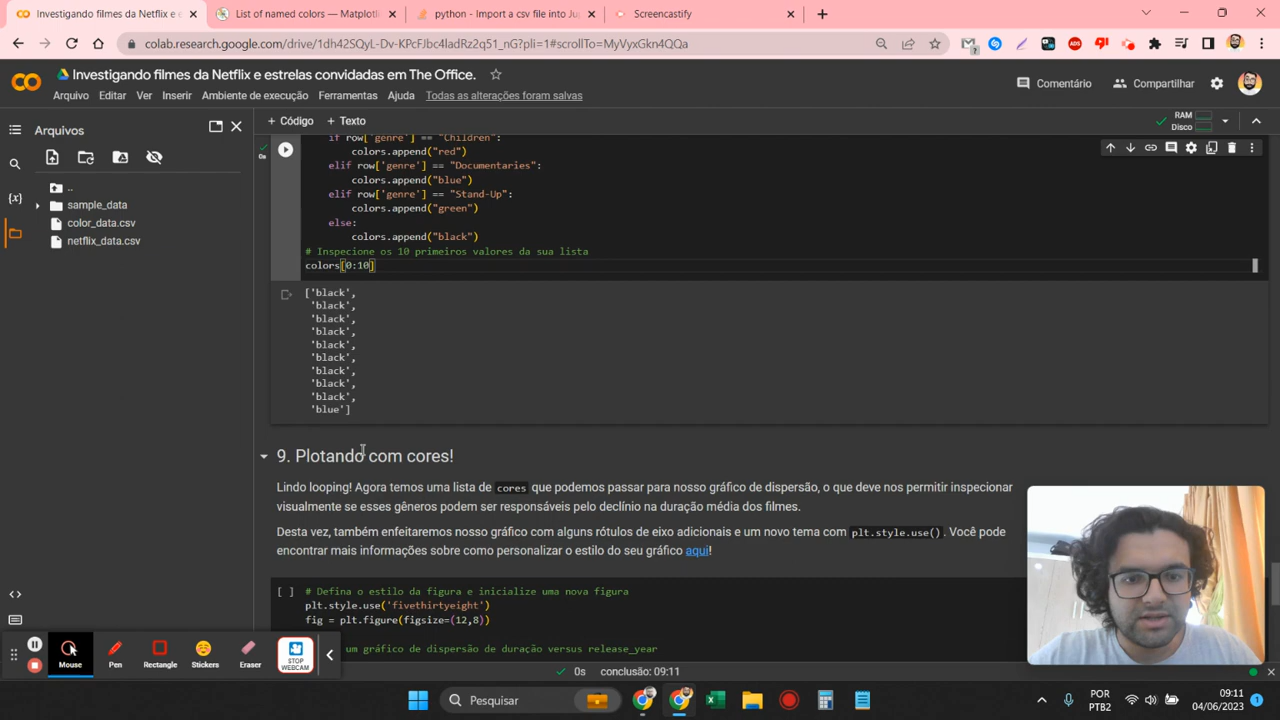 Investigando filmes da Netflix e e
List of named colors — Matplotli
python - Import a csv file into Jup
Screencastify
colab.research.google.com/drive/1dh42SQyL-Dv-KPcFJbc4ladRz2q51_nG?pli=1#scrollTo=MyVyxGkn4QQa
Investigando filmes da Netflix e estrelas convidadas em The Office.
Comentário
Compartilhar
Arquivo Editar Ver Inserir Ambiente de execução Ferramentas Ajuda Todas as alterações foram salvas
+ Código + Texto
RAM
Disco
Arquivos
..
sample_data
color_data.csv
netflix_data.csv
0s
if row['genre'] == "Children":
colors.append("red")
elif row['genre'] == "Documentaries":
colors.append("blue")
elif row['genre'] == "Stand-Up":
colors.append("green")
else:
colors.append("black")
# Inspecione os 10 primeiros valores da sua lista
colors[0:10]
['black',
'black',
'black',
'black',
'black',
'black',
'black',
'black',
'black',
'blue']
9. Plotando com cores!
Lindo looping! Agora temos uma lista de cores que podemos passar para nosso gráfico de dispersão, o que deve nos permitir inspecionar
visualmente se esses gêneros podem ser responsáveis pelo declínio na duração média dos filmes.
Desta vez, também enfeitaremos nosso gráfico com alguns rótulos de eixo adicionais e um novo tema com plt.style.use(). Você pode
encontrar mais informações sobre como personalizar o estilo do seu gráfico aqui!
[ ] # Defina o estilo da figura e inicialize uma nova figura
plt.style.use('fivethirtyeight')
fig = plt.figure(figsize=(12,8))
um gráfico de dispersão de duração versus release_year
Mouse Pen Rectangle Stickers Eraser STOP WEBCAM
0s conclusão: 09:11
Pesquisar
POR
PTB2
09:11
04/06/2023